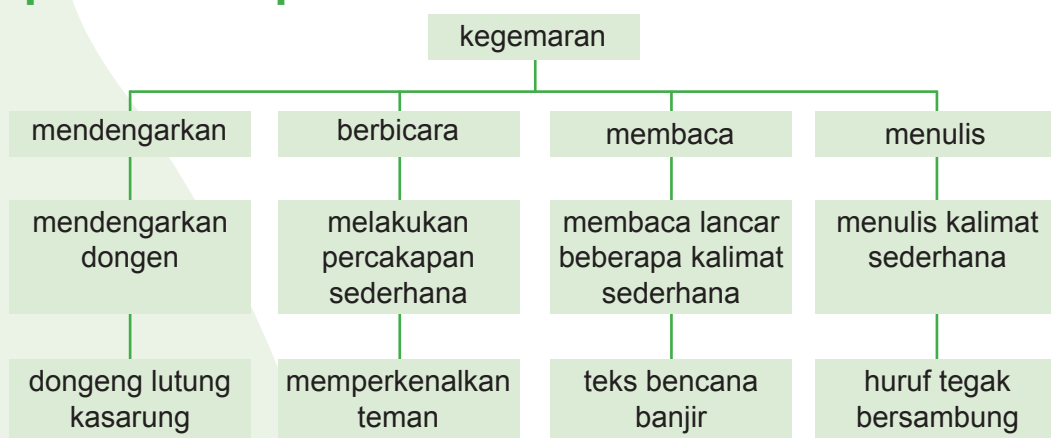 kegemaran
mendengarkan
berbicara
membaca
menulis
mendengarkan
dongen
melakukan
percakapan
sederhana
membaca lancar
beberapa kalimat
sederhana
menulis kalimat
sederhana
dongeng lutung
kasarung
memperkenalkan
teman
teks bencana
banjir
huruf tegak
bersambung